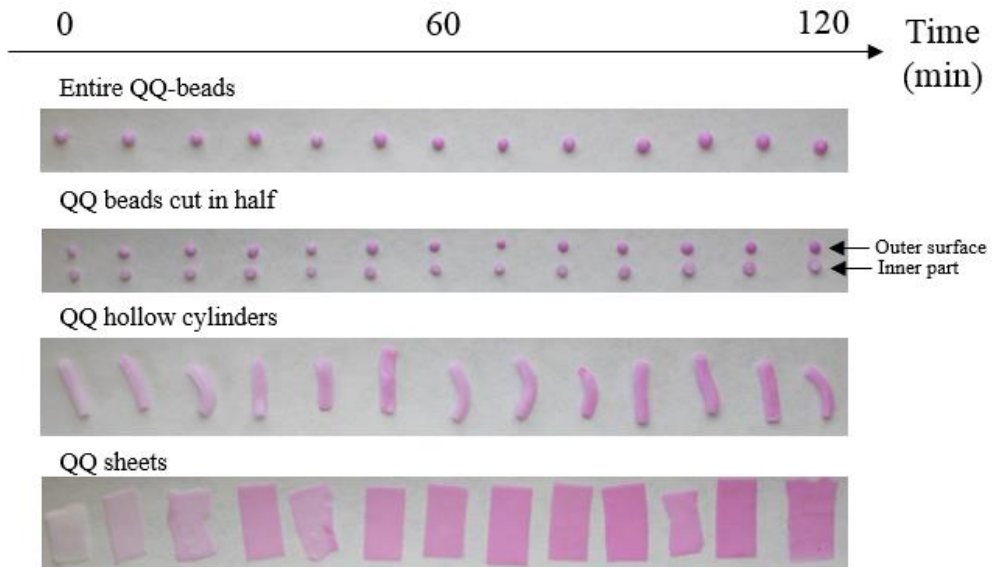 0 60 120 Time
(min)
Entire QQ-beads
QQ beads cut in half
Outer surface
Inner part
QQ hollow cylinders
QQ sheets